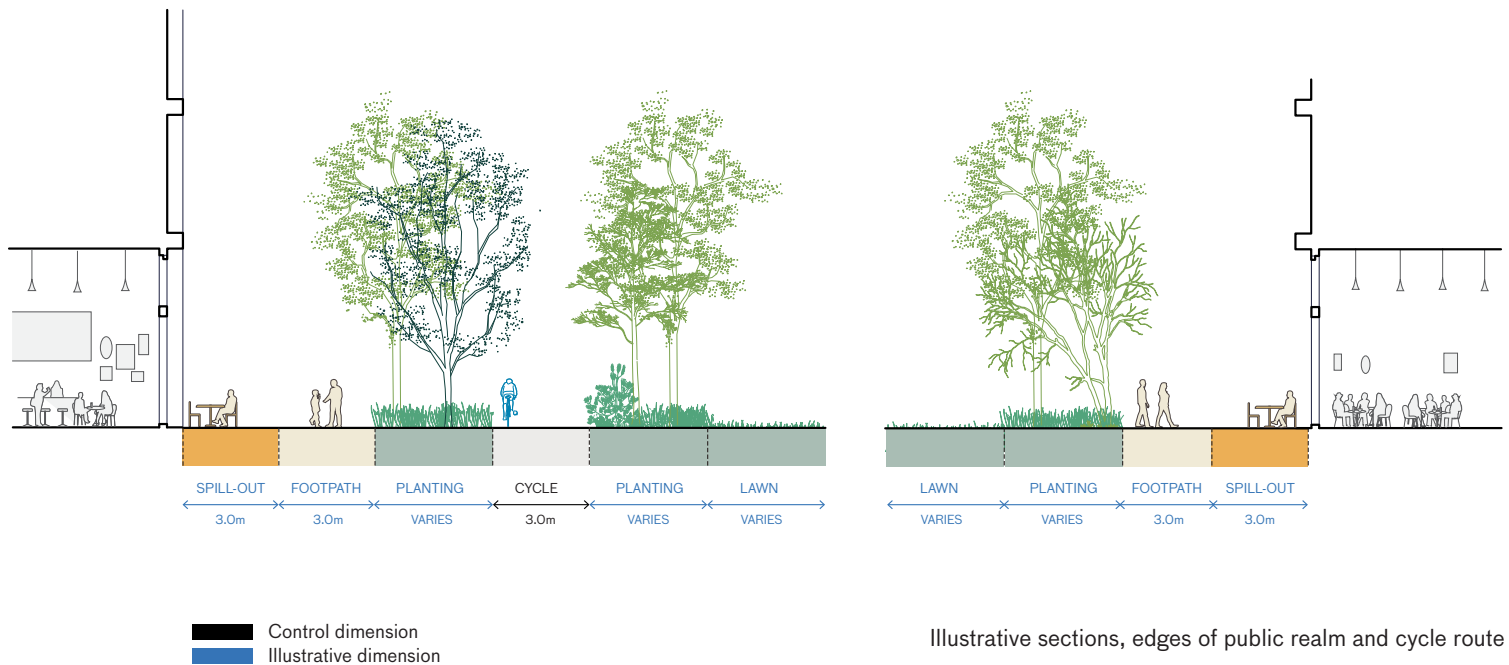 SPILL-OUT FOOTPATH PLANTING CYCLE PLANTING LAWN
3.0m 3.0m VARIES 3.0m VARIES VARIES
LAWN PLANTING FOOTPATH SPILL-OUT
VARIES VARIES 3.0m 3.0m
Control dimension
Illustrative dimension
Illustrative sections, edges of public realm and cycle route